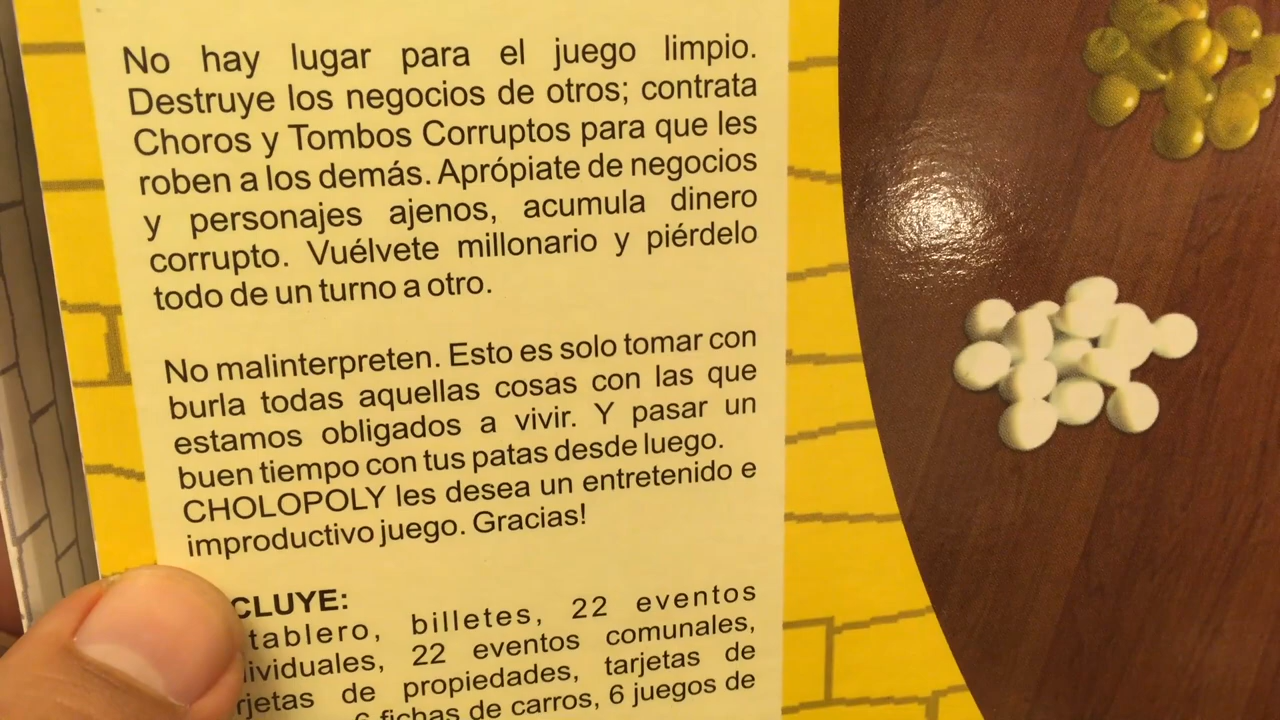 No hay lugar para el juego limpio.
Destruye los negocios de otros; contrata
Choros y Tombos Corruptos para que les
roben a los demás. Aprópiate de negocios
y personajes ajenos, acumula dinero
corrupto. Vuélvete millonario y piérdelo
todo de un turno a otro.
No malinterpreten. Esto es solo tomar con
burla todas aquellas cosas con las que
estamos obligados a vivir. Y pasar un
buen tiempo con tus patas desde luego.
CHOLOPOLY les desea un entretenido e
improductivo juego. Gracias!
CLUYE:
tablero, billetes, 22 eventos
ividuales, 22 eventos comunales,
rjetas de propiedades, tarjetas de
6 fichas de carros, 6 juegos de